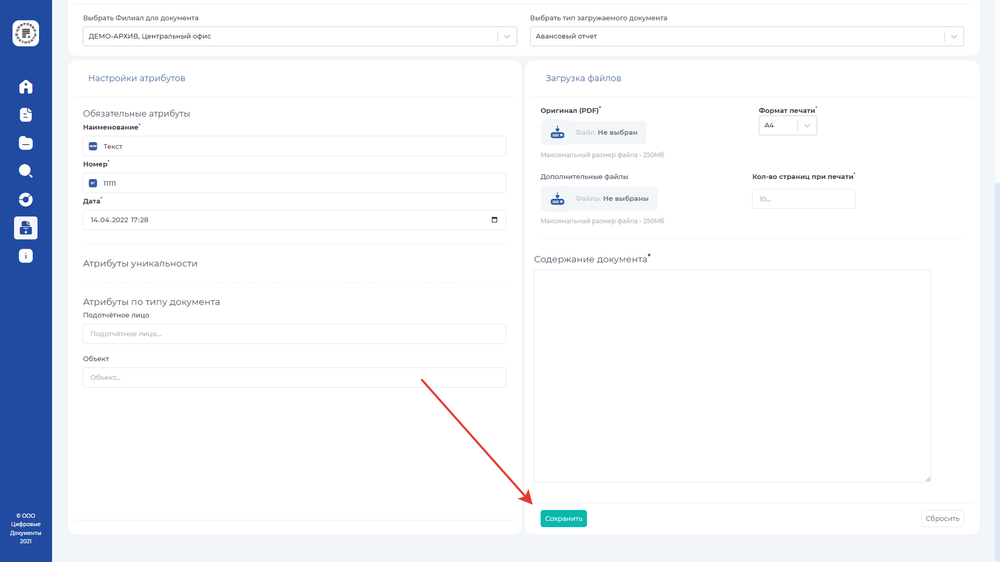 ЦИФРОВЫЕ ДОКУМЕНТЫ
Выбрать Филиал для документа
ДЕМО-АРХИВ, Центральный офис
Выбрать тип загружаемого документа
Авансовый отчет
Настройки атрибутов
Обязательные атрибуты
Наименование*
ИМЯ Текст
Номер*
№ 11111
Дата*
14.04.2022 17:28
Атрибуты уникальности
Атрибуты по типу документа
Подотчётное лицо
Подотчётное лицо...
Объект
Объект...
Загрузка файлов
Оригинал (PDF)*
Файл: Не выбран
Максимальный размер файла - 250Мб
Формат печати*
A4
Дополнительные файлы
Файлы: Не выбраны
Максимальный размер файла - 250Мб
Кол-во страниц при печати*
10...
Содержание документа*
Сохранить
Сбросить
© ООО
Цифровые
Документы
2021